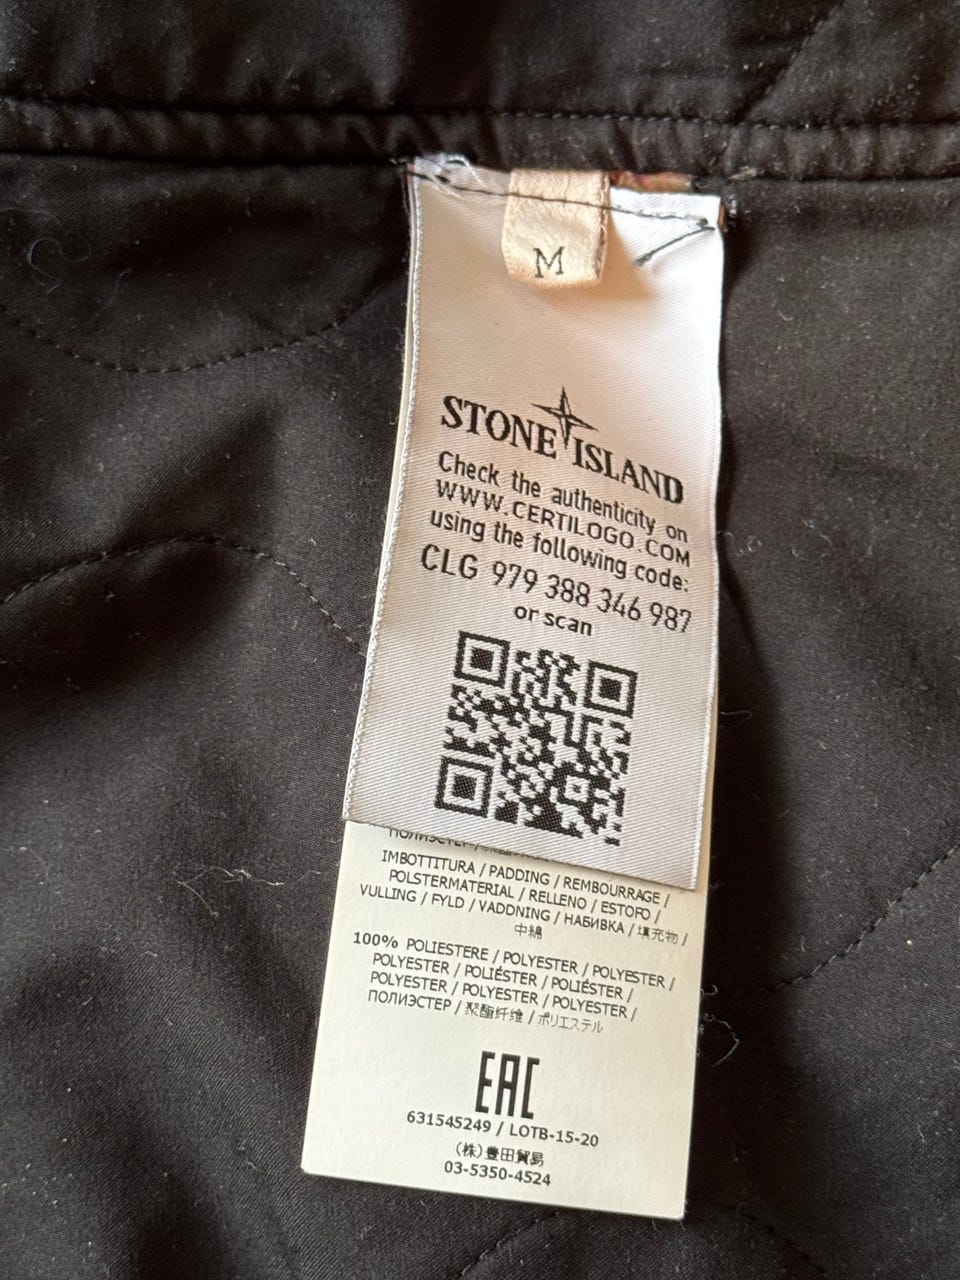 M
STONE ISLAND
Check the authenticity on
WWW.CERTILOGO.COM
using the following code:
CLG 979 388 346 987
or scan
ПОЛИЭСТЕР /
IMBOTTITURA / PADDING / REMBOURRAGE /
POLSTERMATERIAL / RELLENO / ESTOFO /
VULLING / FYLD / VADDNING / НАБИВКА / 填充物 /
中綿
100% POLIESTERE / POLYESTER / POLYESTER /
POLYESTER / POLIÉSTER / POLIÉSTER /
POLYESTER / POLYESTER / POLYESTER /
ПОЛИЭСТЕР / 聚酯纤维 / ポリエステル
EAC
631545249 / LOTB-15-20
(株)豊田貿易
03-5350-4524